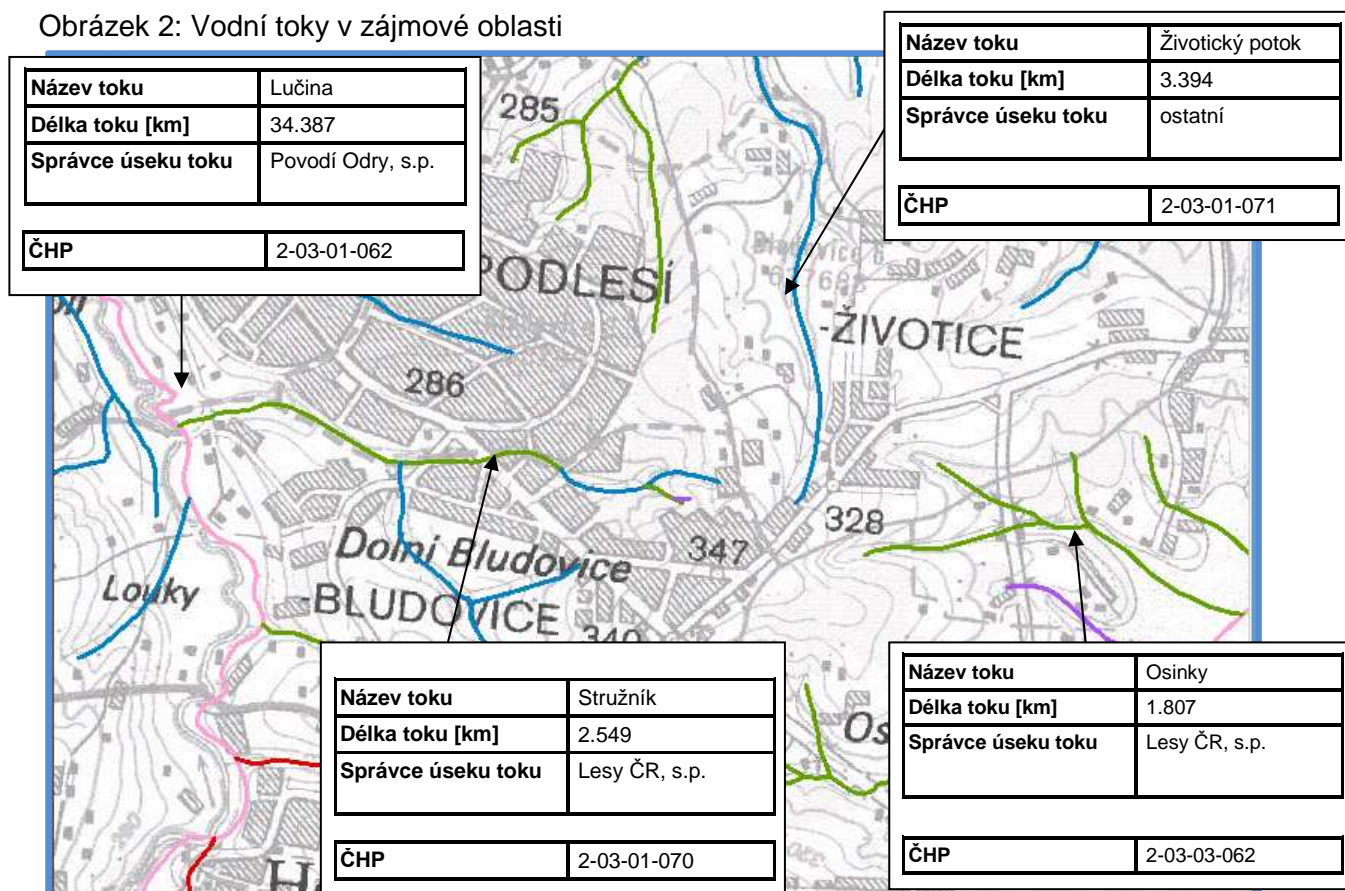 Obrázek 2: Vodní toky v zájmové oblasti
Název toku Lučina
Délka toku [km] 34.387
Správce úseku toku Povodí Odry, s.p.
ČHP 2-03-01-062
Název toku Životický potok
Délka toku [km] 3.394
Správce úseku toku ostatní
ČHP 2-03-01-071
285
PODLESÍ
-ŽIVOTICE
286
328
347
Dolní Bludovice
Louky
-BLUDOVICE
340
Název toku Stružník
Délka toku [km] 2.549
Správce úseku toku Lesy ČR, s.p.
ČHP 2-03-01-070
Název toku Osinky
Délka toku [km] 1.807
Správce úseku toku Lesy ČR, s.p.
ČHP 2-03-03-062